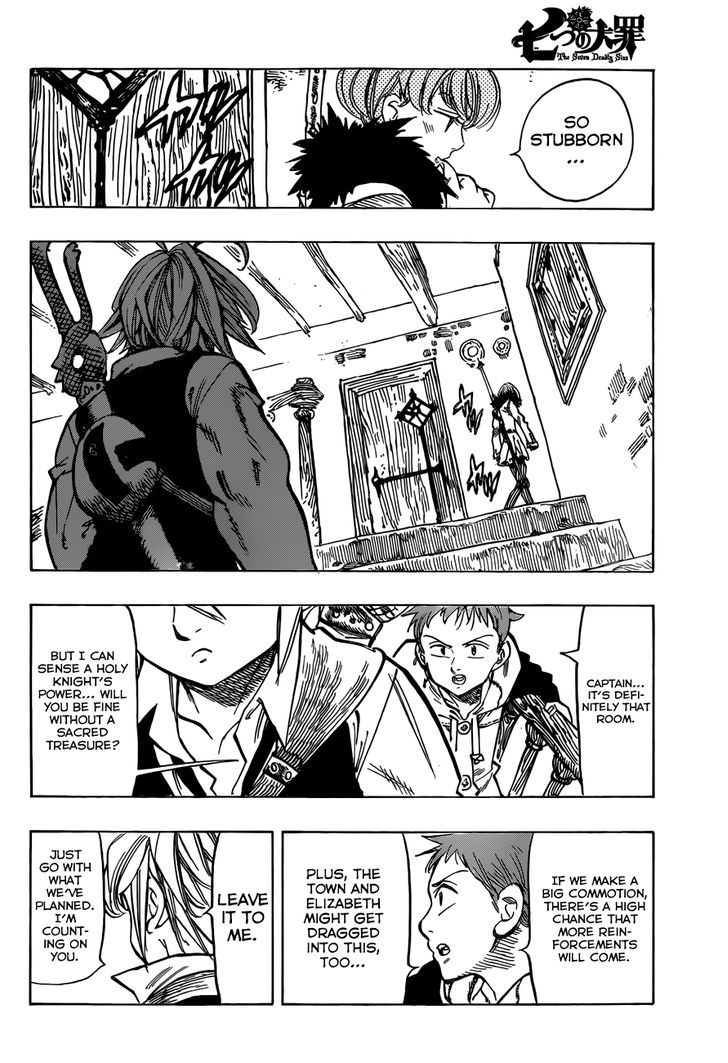 七つの大罪
The Seven Deadly Sins
SO
STUBBORN
...
CAPTAIN...
IT'S DEFI-
NITELY THAT
ROOM.
BUT I CAN
SENSE A HOLY
KNIGHT'S
POWER... WILL
YOU BE FINE
WITHOUT A
SACRED
TREASURE?
IF WE MAKE A
BIG COMMOTION,
THERE'S A HIGH
CHANCE THAT
MORE REIN-
FORCEMENTS
WILL COME.
PLUS, THE
TOWN AND
ELIZABETH
MIGHT GET
DRAGGED
INTO THIS,
TOO...
LEAVE
IT TO
ME.
JUST
GO WITH
WHAT
WE'VE
PLANNED.
I'M
COUNT-
ING ON
YOU.